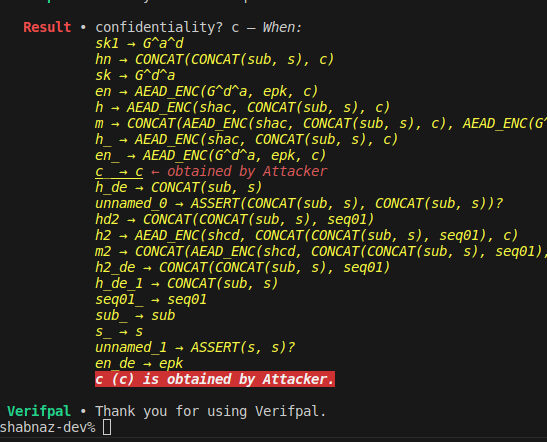 Result • confidentiality? c — When:
sk1 → G^a^d
hn → CONCAT(CONCAT(sub, s), c)
sk → G^d^a
en → AEAD_ENC(G^d^a, epk, c)
h → AEAD_ENC(shac, CONCAT(sub, s), c)
m → CONCAT(AEAD_ENC(shac, CONCAT(sub, s), c), AEAD_ENC(G^
h_ → AEAD_ENC(shac, CONCAT(sub, s), c)
en_ → AEAD_ENC(G^d^a, epk, c)
c_ → c ← obtained by Attacker
h_de → CONCAT(sub, s)
unnamed_0 → ASSERT(CONCAT(sub, s), CONCAT(sub, s))?
hd2 → CONCAT(CONCAT(sub, s), seq01)
h2 → AEAD_ENC(shcd, CONCAT(CONCAT(sub, s), seq01), c)
m2 → CONCAT(AEAD_ENC(shcd, CONCAT(CONCAT(sub, s), seq01),
h2_de → CONCAT(CONCAT(sub, s), seq01)
h_de_1 → CONCAT(sub, s)
seq01_ → seq01
sub_ → sub
s_ → s
unnamed_1 → ASSERT(s, s)?
en_de → epk
c (c) is obtained by Attacker.
Verifpal • Thank you for using Verifpal.
shabnaz-dev%